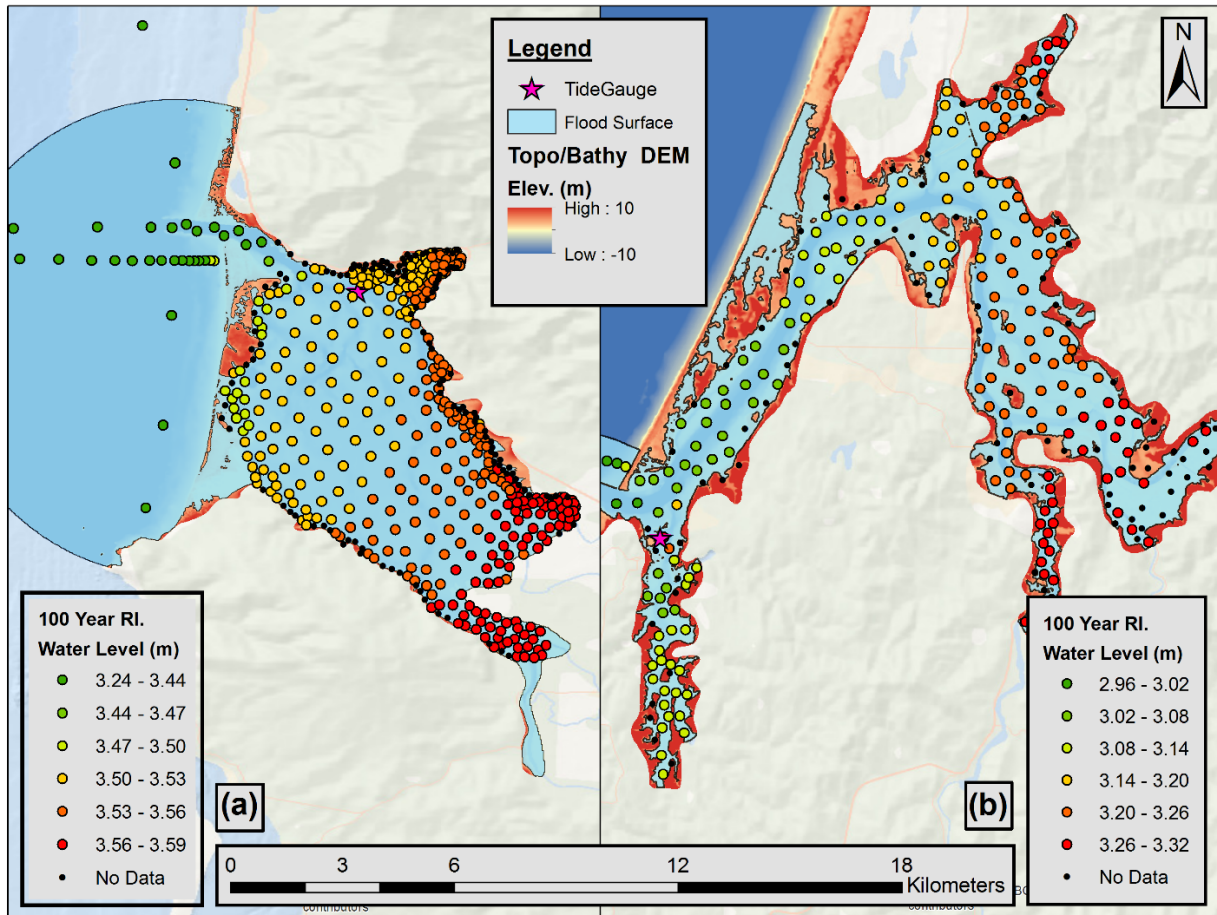 Legend
TideGauge
Flood Surface
Topo/Bathy DEM
Elev. (m)
High : 10
Low : -10
N
100 Year RI.
Water Level (m)
3.24 - 3.44
3.44 - 3.47
3.47 - 3.50
3.50 - 3.53
3.53 - 3.56
3.56 - 3.59
No Data
(a)
(b)
100 Year RI.
Water Level (m)
2.96 - 3.02
3.02 - 3.08
3.08 - 3.14
3.14 - 3.20
3.20 - 3.26
3.26 - 3.32
No Data
0 3 6 12 18
Kilometers
contributors
contributors